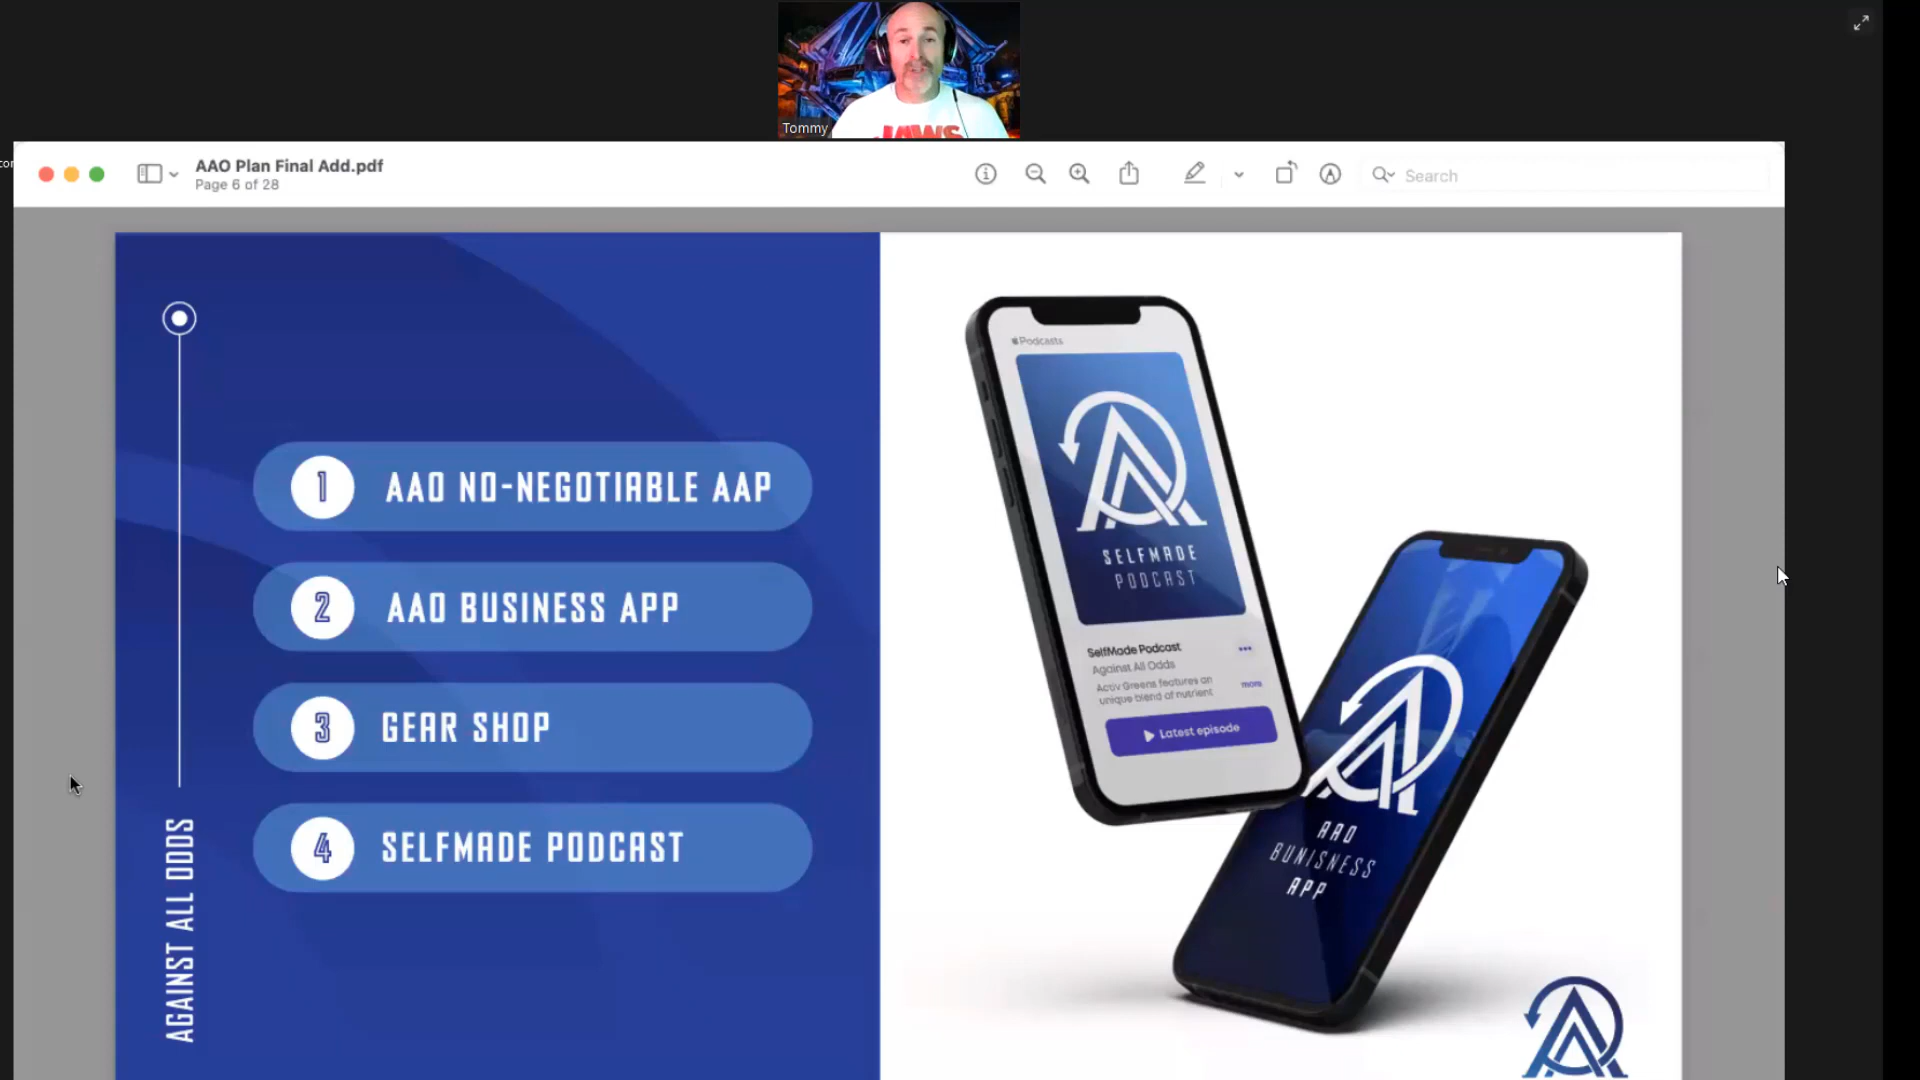 Tommy
JAWS
AAO Plan Final Add.pdf
Page 6 of 28
Search
1 AAO NO-NEGOTIABLE AAP
2 AAO BUSINESS APP
3 GEAR SHOP
4 SELFMADE PODCAST
AGAINST ALL ODDS
Podcasts
SELFMADE
PODCAST
SelfMade Podcast
Against All Odds
Activ Greens features an
unique blend of nutrient more
Latest episode
AAO
BUNISNESS
APP